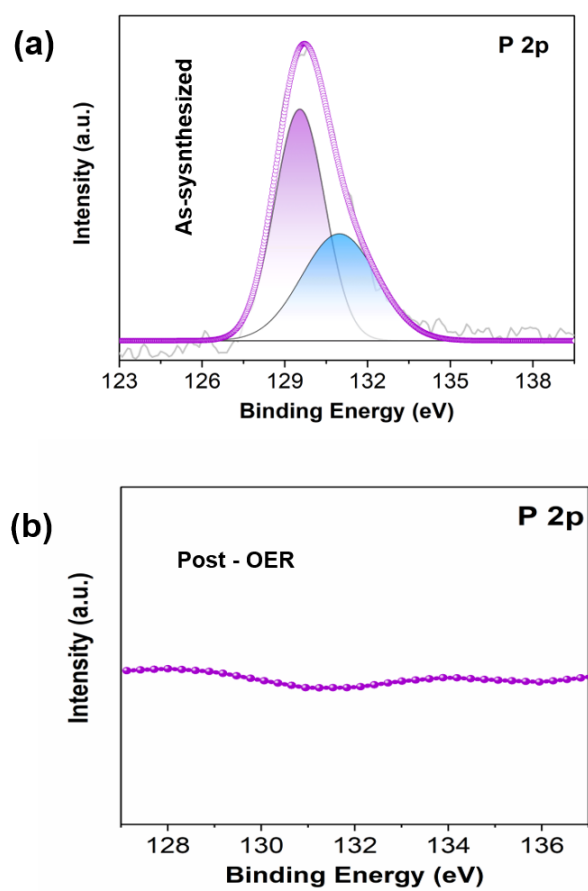 (a)
P 2p
As-sysnthesized
Intensity (a.u.)
123 126 129 132 135 138
Binding Energy (eV)
(b)
P 2p
Post - OER
Intensity (a.u.)
128 130 132 134 136
Binding Energy (eV)